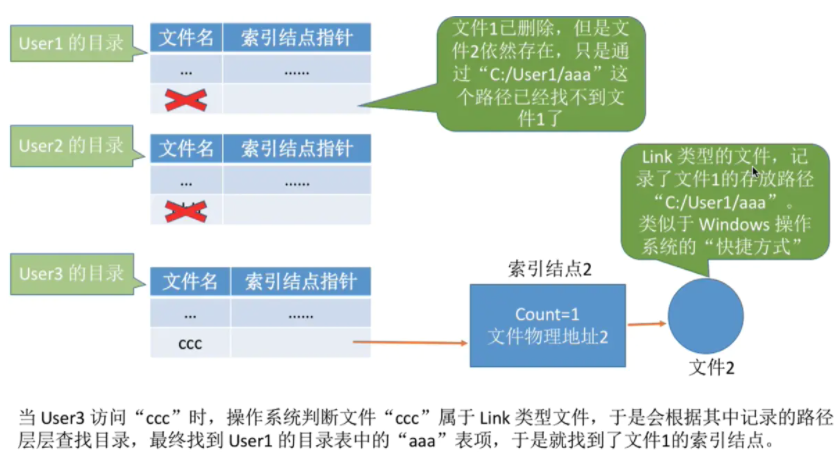 User1 的目录
文件名 索引结点指针
... ......
文件1已删除，但是文
件2依然存在，只是通
过“C:/User1/aaa”这
个路径已经找不到文
件1了
User2 的目录
文件名 索引结点指针
... ......
Link 类型的文件，记
录了文件1的存放路径
“C:/User1/aaa”。
类似于 Windows 操作
系统的“快捷方式”
User3 的目录
文件名 索引结点指针
... ......
ccc
索引结点2
Count=1
文件物理地址2
文件2
当 User3 访问“ccc”时，操作系统判断文件“ccc”属于 Link 类型文件，于是会根据其中记录的路径
层层查找目录，最终找到 User1 的目录表中的“aaa”表项，于是就找到了文件1的索引结点。